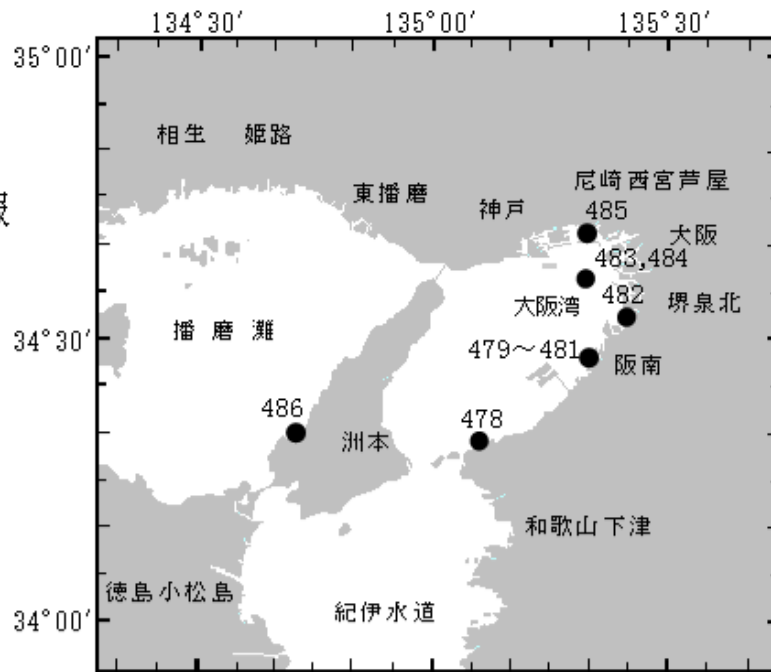 134°30′ 135°00′ 135°30′
35°00′
相生 姫路
東播磨
神戸
尼崎西宮芦屋
485
大阪
483,484
482
大阪湾
堺泉北
播磨灘
34°30′
479～481
阪南
486
478
洲本
和歌山下津
徳島小松島
紀伊水道
34°00′